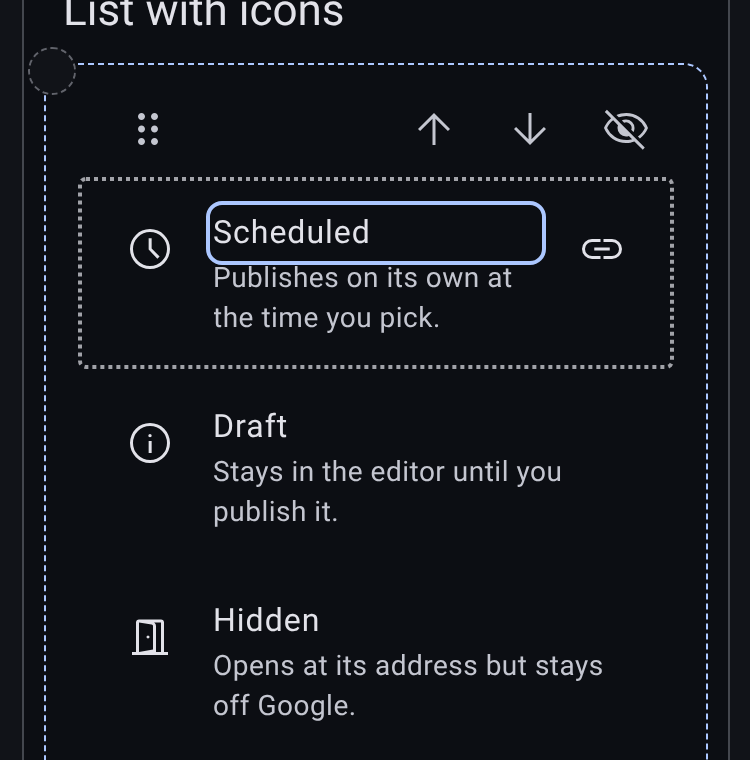 List with icons
Scheduled
Publishes on its own at
the time you pick.
Draft
Stays in the editor until you
publish it.
Hidden
Opens at its address but stays
off Google.